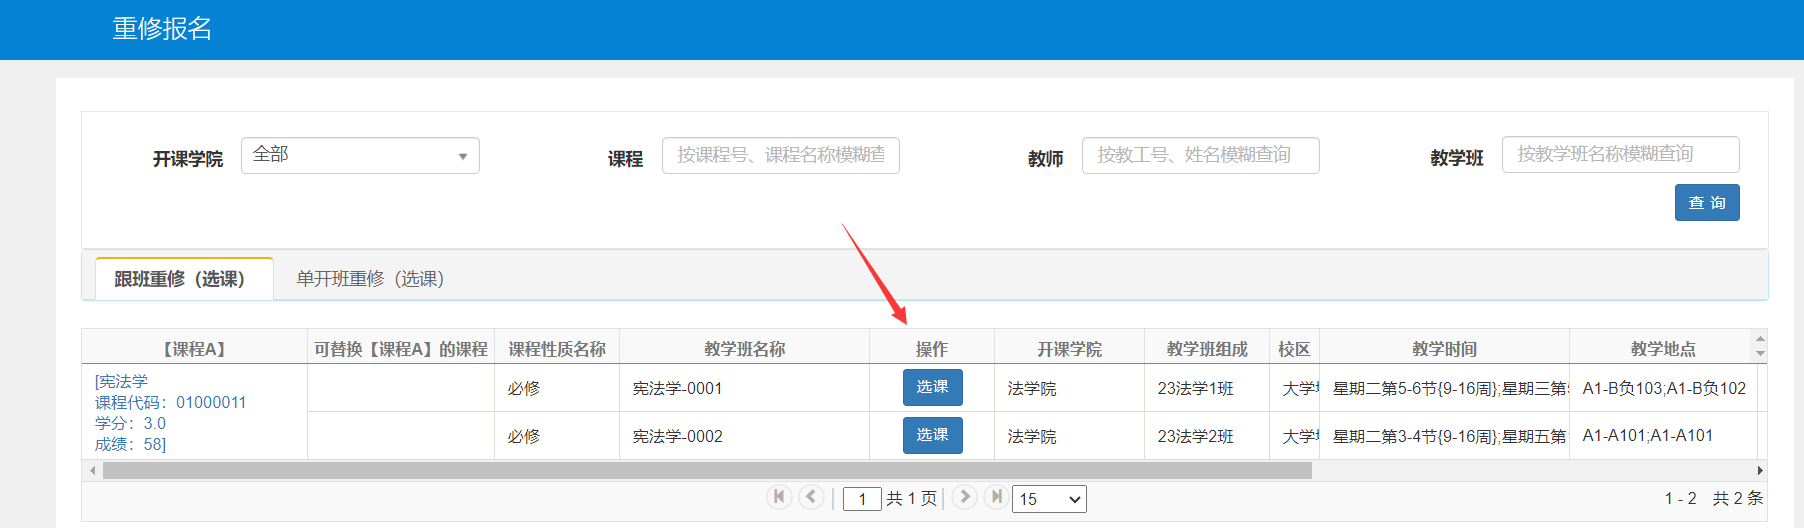 重修报名
开课学院 全部 课程 按课程号、课程名称模糊查 教师 按教工号、姓名模糊查询 教学班 按教学班名称模糊查询
查 询
跟班重修（选课） 单开班重修（选课）
【课程A】 可替换【课程A】的课程 课程性质名称 教学班名称 操作 开课学院 教学班组成 校区 教学时间 教学地点
[宪法学
课程代码：01000011
学分：3.0
成绩：58]
必修 宪法学-0001 选课 法学院 23法学1班 大学 星期二第5-6节{9-16周};星期三第 A1-B负103;A1-B负102
必修 宪法学-0002 选课 法学院 23法学2班 大学 星期二第3-4节{9-16周};星期五第 A1-A101;A1-A101
1 共 1 页 15 1 - 2 共 2 条